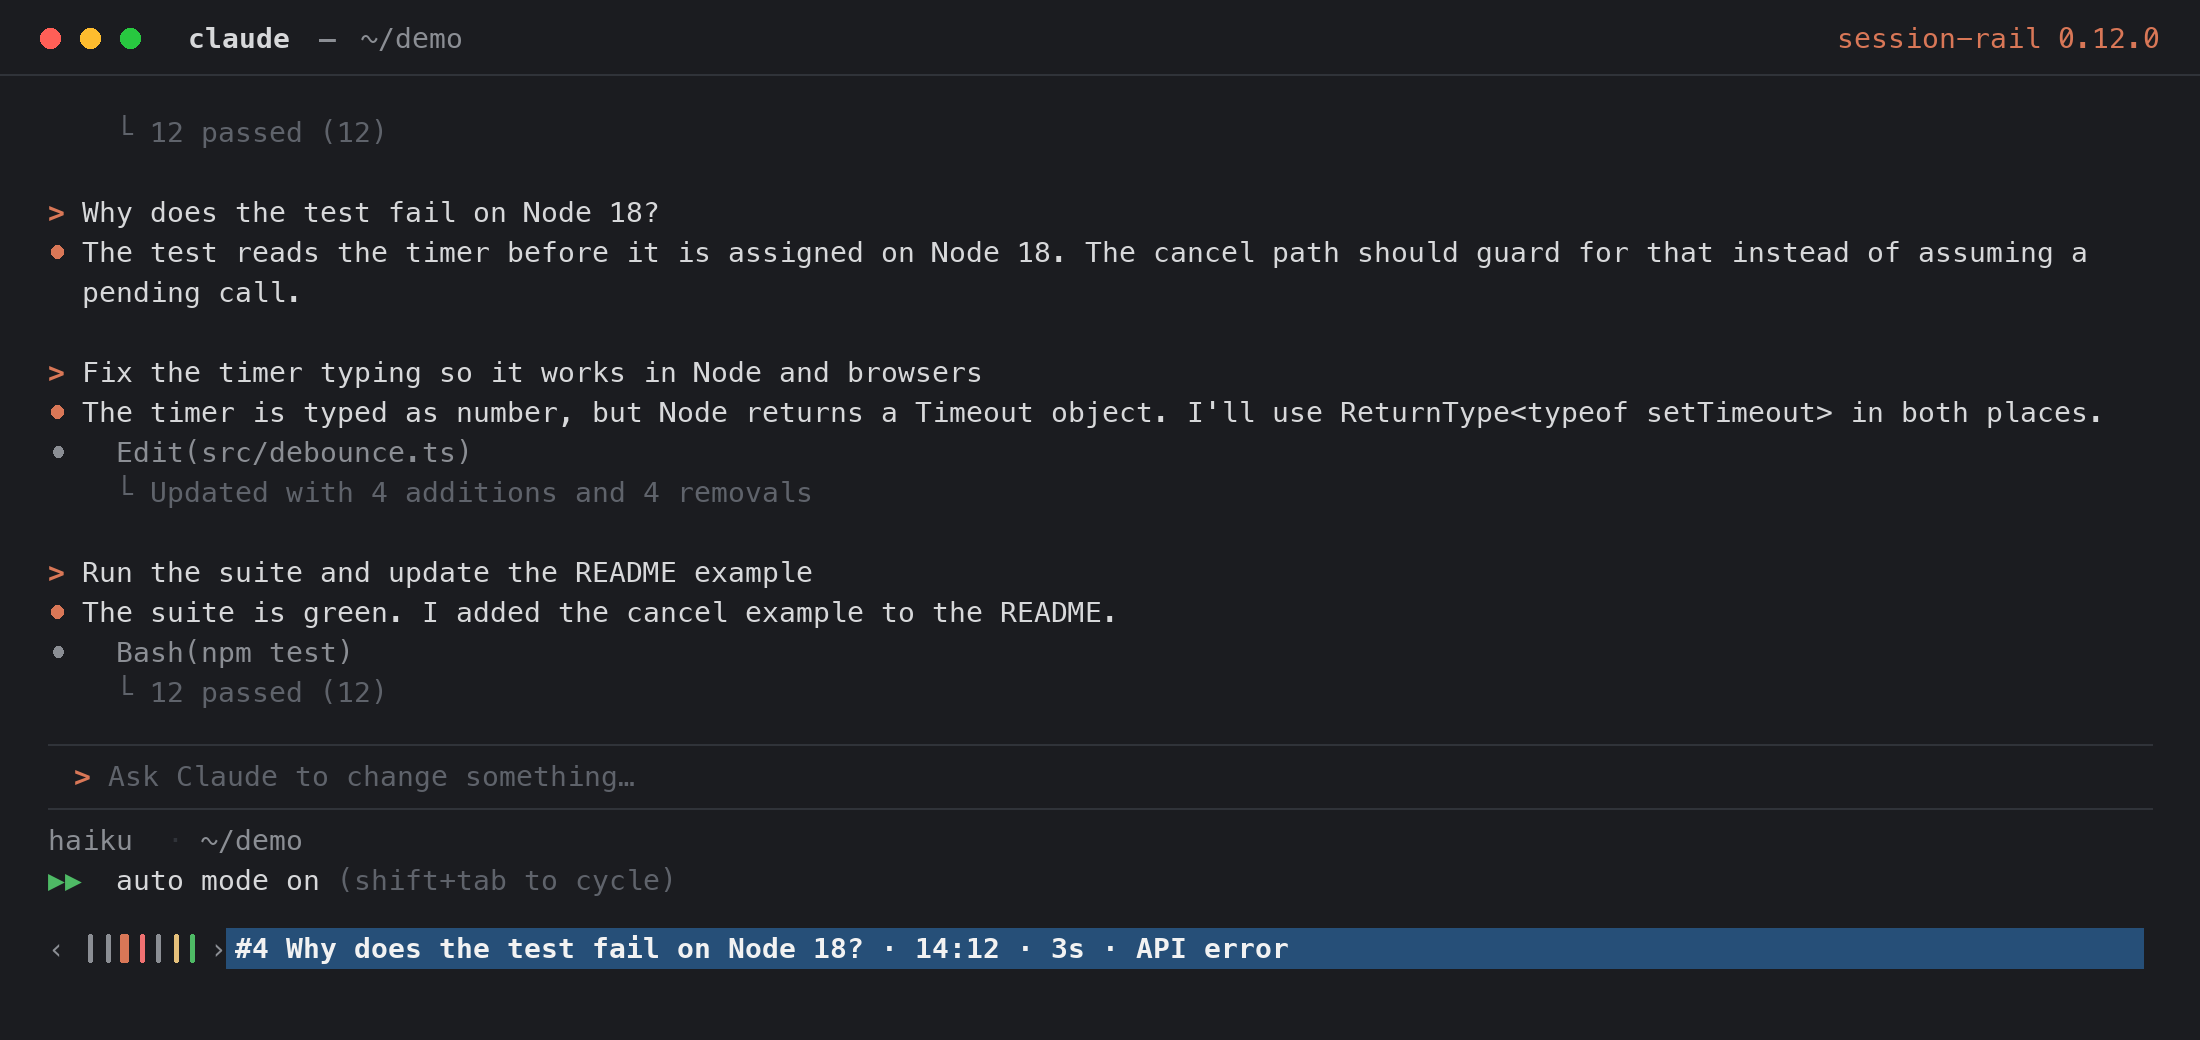 claude — ~/demo
session-rail 0.12.0
└ 12 passed (12)
> Why does the test fail on Node 18?
● The test reads the timer before it is assigned on Node 18. The cancel path should guard for that instead of assuming a
pending call.
> Fix the timer typing so it works in Node and browsers
● The timer is typed as number, but Node returns a Timeout object. I'll use ReturnType<typeof setTimeout> in both places.
● Edit(src/debounce.ts)
└ Updated with 4 additions and 4 removals
> Run the suite and update the README example
● The suite is green. I added the cancel example to the README.
● Bash(npm test)
└ 12 passed (12)
> Ask Claude to change something…
haiku · ~/demo
▶▶ auto mode on (shift+tab to cycle)
‹ | | | | | | | › #4 Why does the test fail on Node 18? · 14:12 · 3s · API error